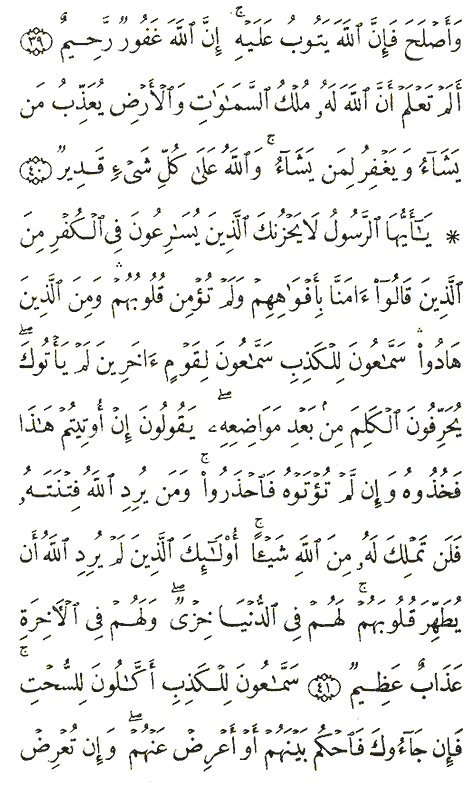 وَأَصۡلَحَ فَإِنَّ ٱللَّهَ يَتُوبُ عَلَيۡهِۚ إِنَّ ٱللَّهَ غَفُورٞ رَّحِيمٌ ٣٩
أَلَمۡ تَعۡلَمۡ أَنَّ ٱللَّهَ لَهُۥ مُلۡكُ ٱلسَّمَٰوَٰتِ وَٱلۡأَرۡضِ يُعَذِّبُ مَن
يَشَآءُ وَيَغۡفِرُ لِمَن يَشَآءُۚ وَٱللَّهُ عَلَىٰ كُلِّ شَيۡءٖ قَدِيرٞ ٤٠
* يَٰٓأَيُّهَا ٱلرَّسُولُ لَا يَحۡزُنكَ ٱلَّذِينَ يُسَٰرِعُونَ فِي ٱلۡكُفۡرِ مِنَ
ٱلَّذِينَ قَالُوٓاْ ءَامَنَّا بِأَفۡوَٰهِهِمۡ وَلَمۡ تُؤۡمِن قُلُوبُهُمۡۛ وَمِنَ ٱلَّذِينَ
هَادُواْۛ سَمَّٰعُونَ لِلۡكَذِبِ سَمَّٰعُونَ لِقَوۡمٍ ءَاخَرِينَ لَمۡ يَأۡتُوكَۖ
يُحَرِّفُونَ ٱلۡكَلِمَ مِنۢ بَعۡدِ مَوَاضِعِهِۦۖ يَقُولُونَ إِنۡ أُوتِيتُمۡ هَٰذَا
فَخُذُوهُ وَإِن لَّمۡ تُؤۡتَوۡهُ فَٱحۡذَرُواْۚ وَمَن يُرِدِ ٱللَّهُ فِتۡنَتَهُۥ
فَلَن تَمۡلِكَ لَهُۥ مِنَ ٱللَّهِ شَيۡـًٔاۚ أُوْلَٰٓئِكَ ٱلَّذِينَ لَمۡ يُرِدِ ٱللَّهُ أَن
يُطَهِّرَ قُلُوبَهُمۡۚ لَهُمۡ فِي ٱلدُّنۡيَا خِزۡيٞۖ وَلَهُمۡ فِي ٱلۡأٓخِرَةِ
عَذَابٌ عَظِيمٞ ٤١ سَمَّٰعُونَ لِلۡكَذِبِ أَكَّٰلُونَ لِلسُّحۡتِۚ
فَإِن جَآءُوكَ فَٱحۡكُم بَيۡنَهُمۡ أَوۡ أَعۡرِضۡ عَنۡهُمۡۖ وَإِن تُعۡرِضۡ